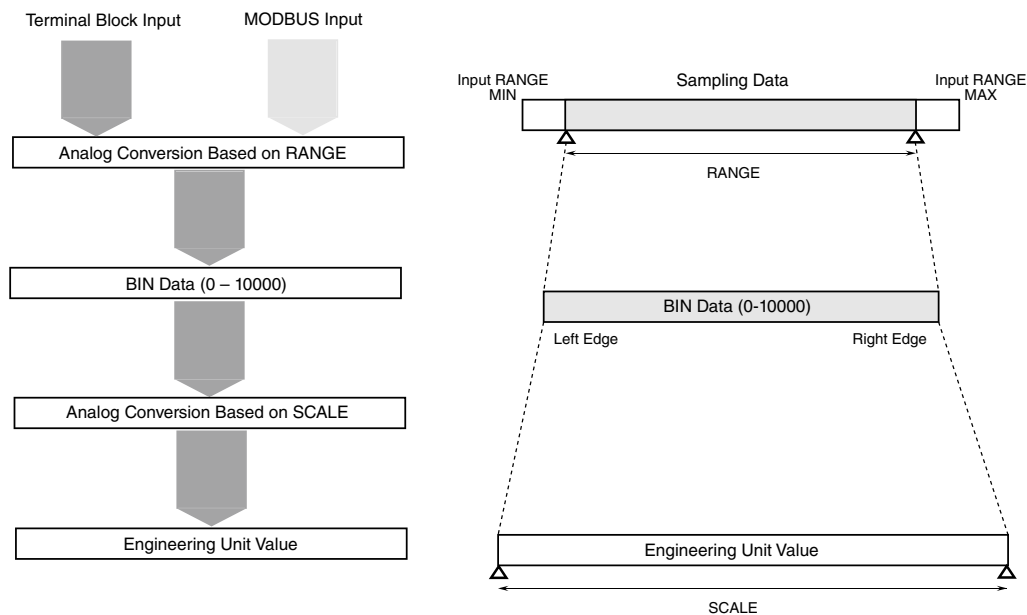 Terminal Block Input
MODBUS Input
Analog Conversion Based on RANGE
BIN Data (0 – 10000)
Analog Conversion Based on SCALE
Engineering Unit Value
Input RANGE
MIN
Sampling Data
Input RANGE
MAX
RANGE
BIN Data (0-10000)
Left Edge
Right Edge
Engineering Unit Value
SCALE